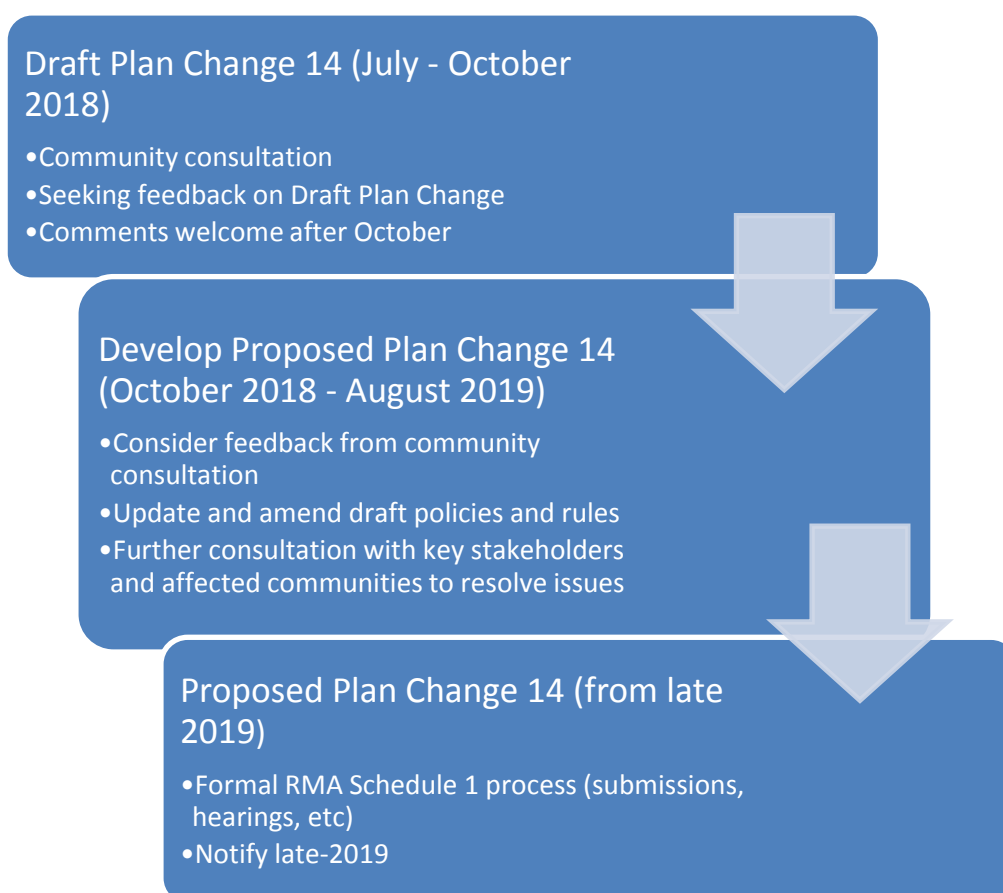 Draft Plan Change 14 (July - October
2018)
•Community consultation
•Seeking feedback on Draft Plan Change
•Comments welcome after October
Develop Proposed Plan Change 14
(October 2018 - August 2019)
•Consider feedback from community
consultation
•Update and amend draft policies and rules
•Further consultation with key stakeholders
and affected communities to resolve issues
Proposed Plan Change 14 (from late
2019)
•Formal RMA Schedule 1 process (submissions,
hearings, etc)
•Notify late-2019